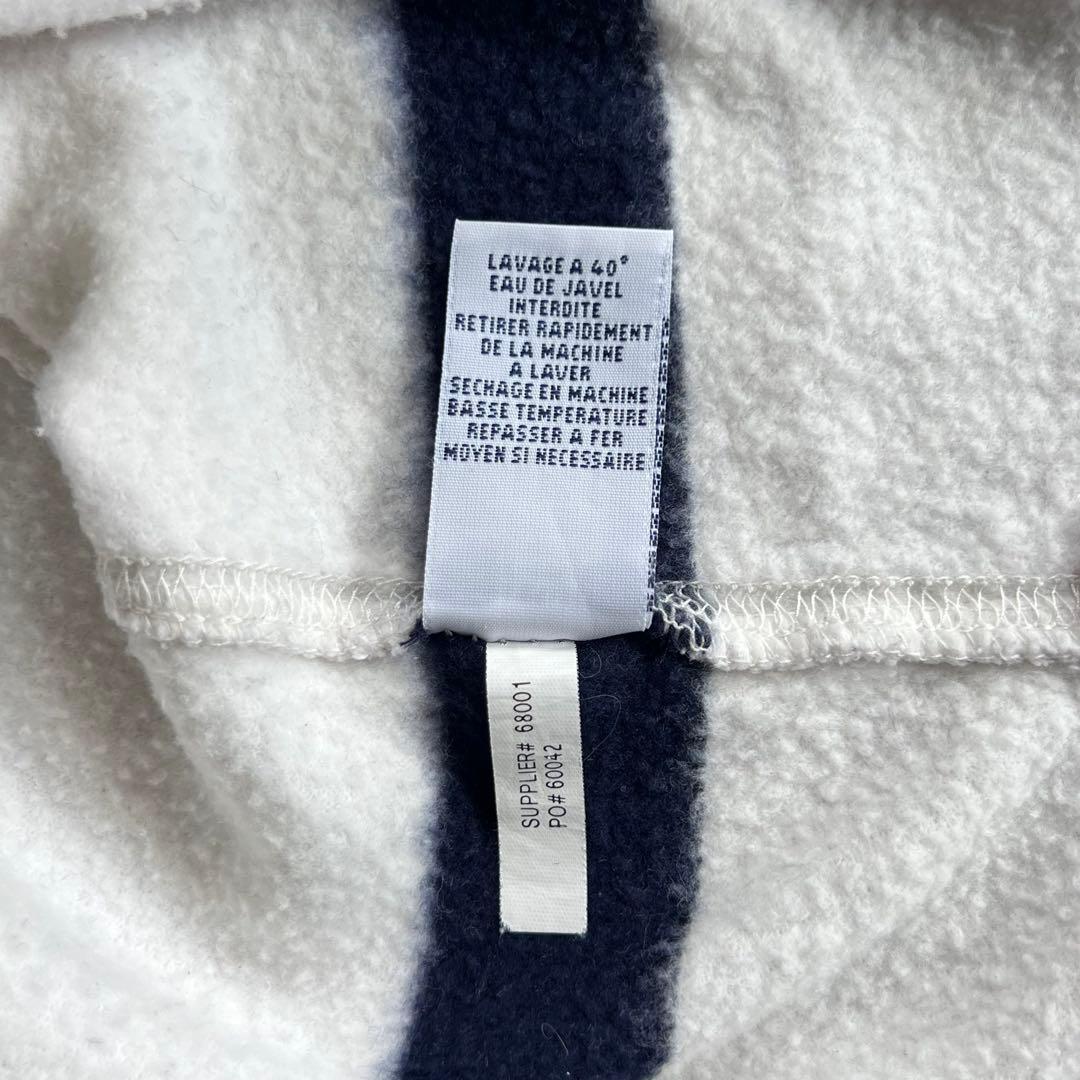 LAVAGE A 40°
EAU DE JAVEL
INTERDITE
RETIRER RAPIDEMENT
DE LA MACHINE
A LAVER
SECHAGE EN MACHINE
BASSE TEMPERATURE
REPASSER A FER
MOYEN SI NECESSAIRE
SUPPLIER# 68001
PO# 60042